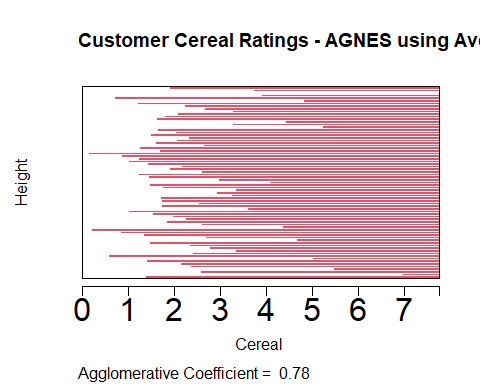 Customer Cereal Ratings - AGNES using Ave
Height
0 1 2 3 4 5 6 7
Cereal
Agglomerative Coefficient = 0.78